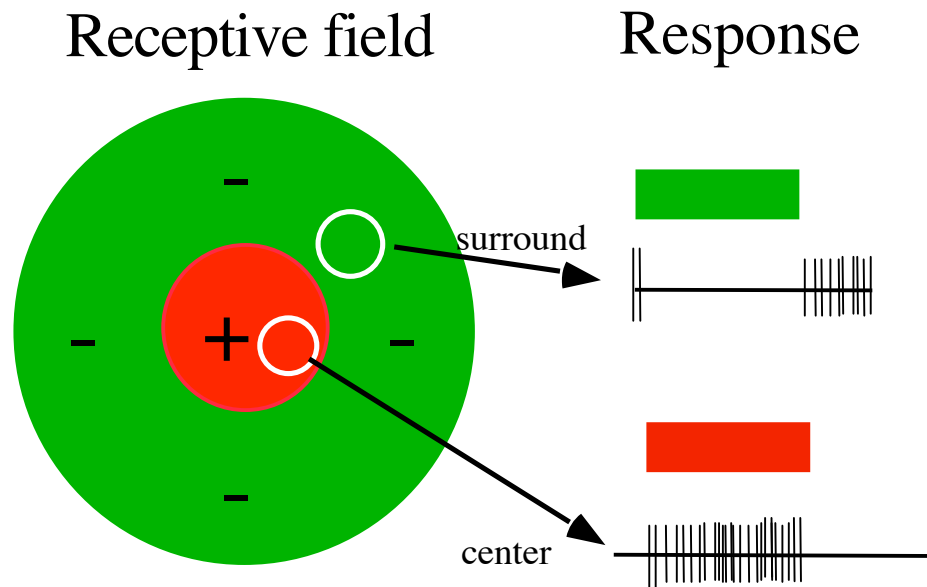 Receptive field
Response
-
surround
+
-
-
-
center